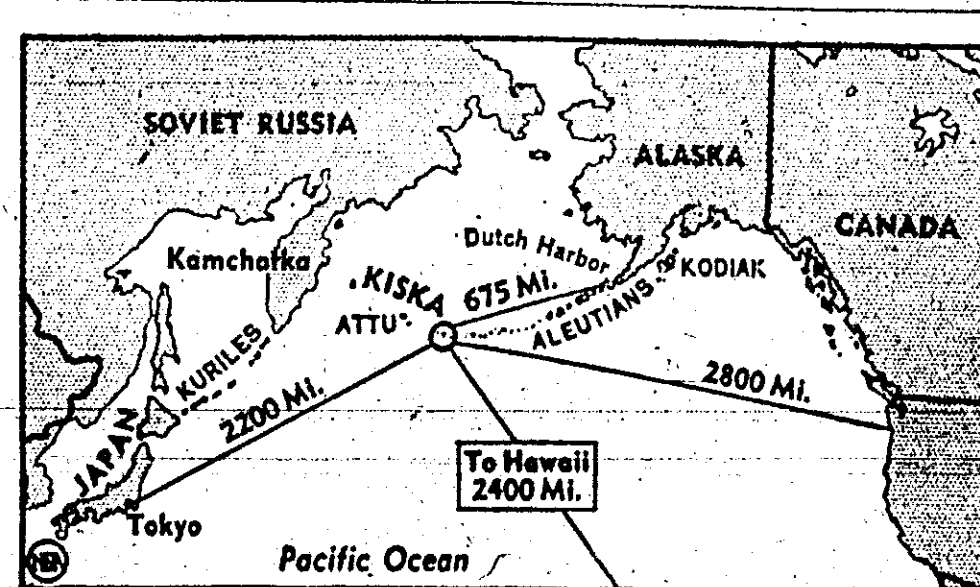 SOVIET RUSSIA
ALASKA
CANADA
Kamchatka
Dutch Harbor
KODIAK
KISKA
675 Mi.
ATTU
ALEUTIANS
KURILES
2200 Mi.
2800 Mi.
JAPAN
To Hawaii
2400 Mi.
Tokyo
Pacific Ocean
NEA